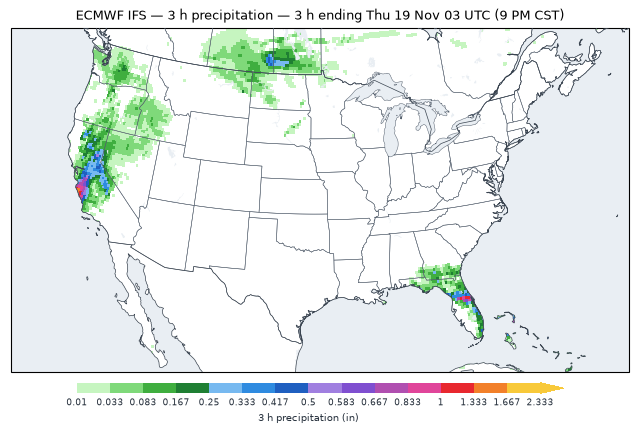 ECMWF IFS — 3 h precipitation — 3 h ending Thu 19 Nov 03 UTC (9 PM CST)
0.01 0.033 0.083 0.167 0.25 0.333 0.417 0.5 0.583 0.667 0.833 1 1.333 1.667 2.333
3 h precipitation (in)